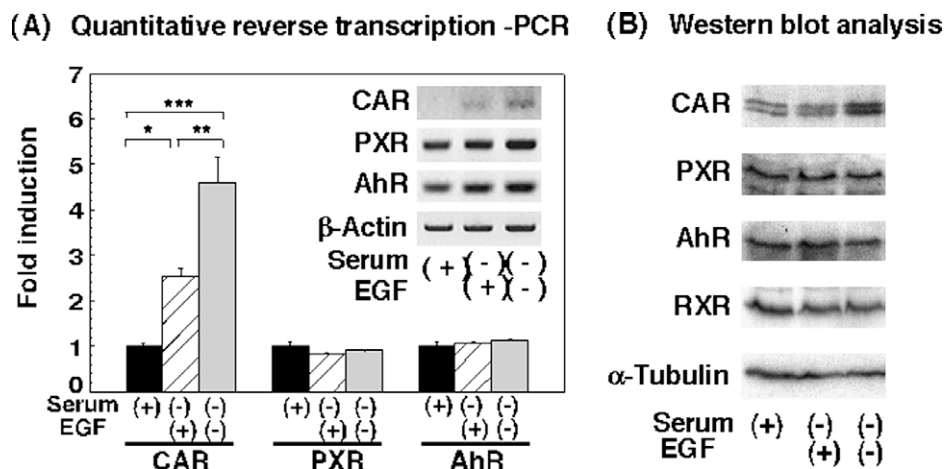 (A) Quantitative reverse transcription -PCR
Fold induction
7
6
5
4
3
2
1
0
***
* **
CAR
PXR
AhR
β-Actin
Serum (+) (-) (-)
EGF (+) (-)
Serum (+) (-) (-) (+) (-) (-) (+) (-) (-)
EGF (+) (-) (+) (-) (+) (-)
CAR PXR AhR
(B) Western blot analysis
CAR
PXR
AhR
RXR
α-Tubulin
Serum (+) (-) (-)
EGF (+) (-)